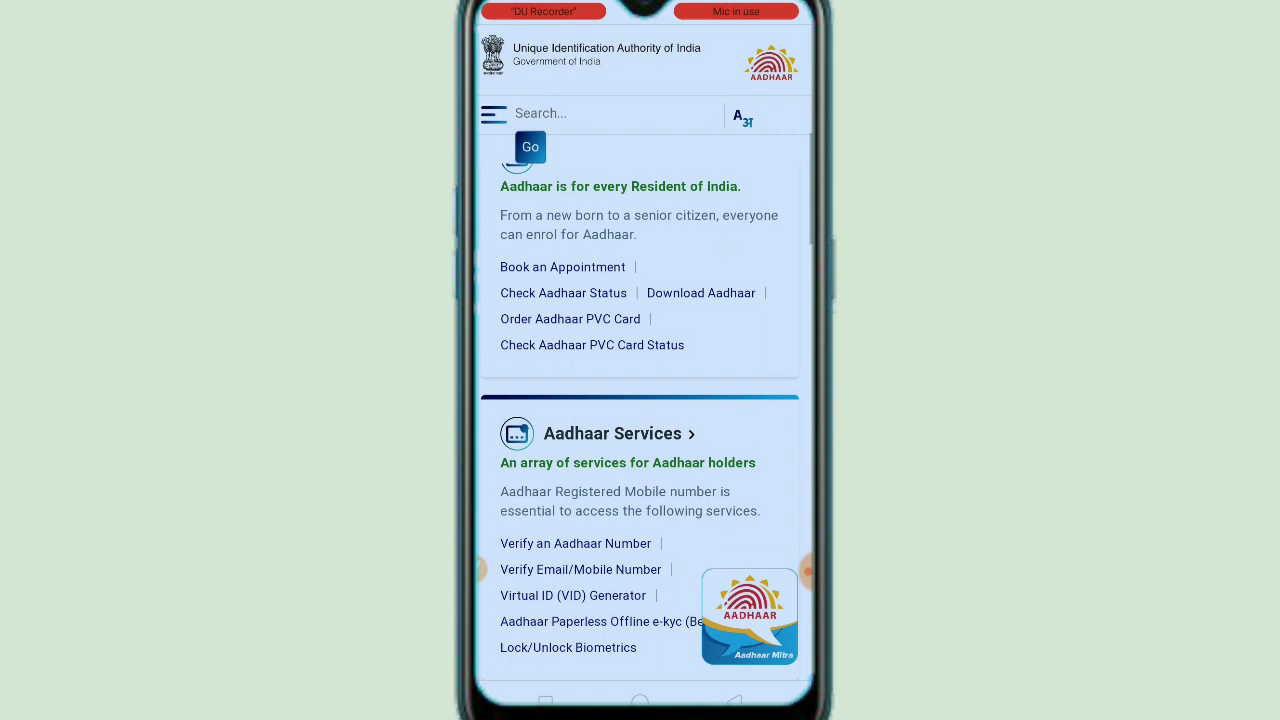 "DU Recorder" Mic in use
Unique Identification Authority of India
Government of India
AADHAAR
Search...
A अ
Go
Aadhaar is for every Resident of India.
From a new born to a senior citizen, everyone
can enrol for Aadhaar.
Book an Appointment
Check Aadhaar Status | Download Aadhaar
Order Aadhaar PVC Card
Check Aadhaar PVC Card Status
Aadhaar Services >
An array of services for Aadhaar holders
Aadhaar Registered Mobile number is
essential to access the following services.
Verify an Aadhaar Number
Verify Email/Mobile Number
Virtual ID (VID) Generator
Aadhaar Paperless Offline e-kyc (Be
Lock/Unlock Biometrics
AADHAAR
Aadhaar Mitra